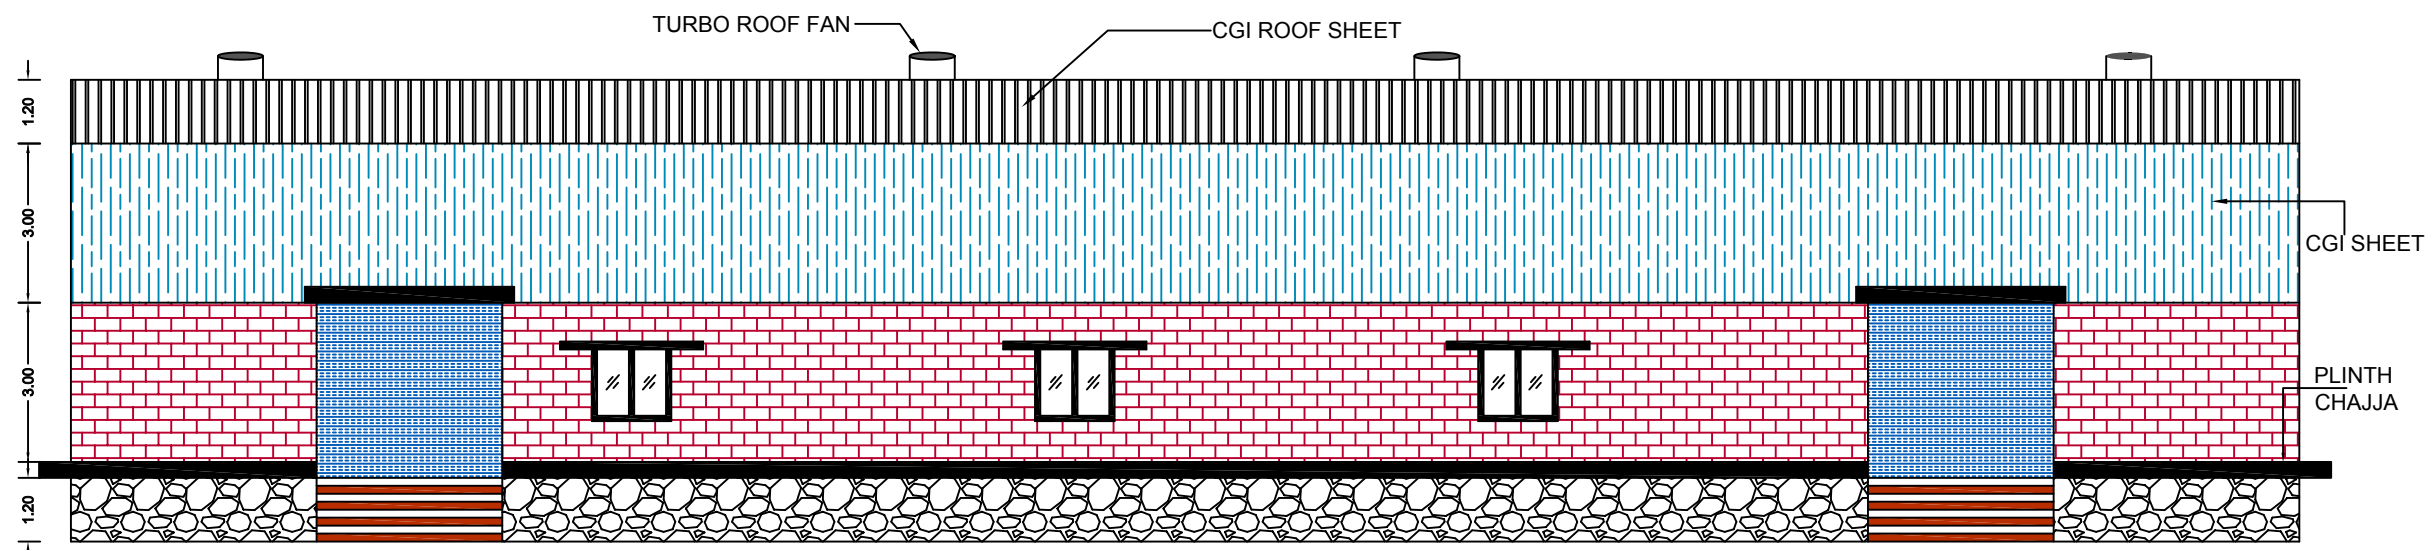 TURBO ROOF FAN
CGI ROOF SHEET
1.20
3.00
CGI SHEET
3.00
PLINTH
CHAJJA
1.20